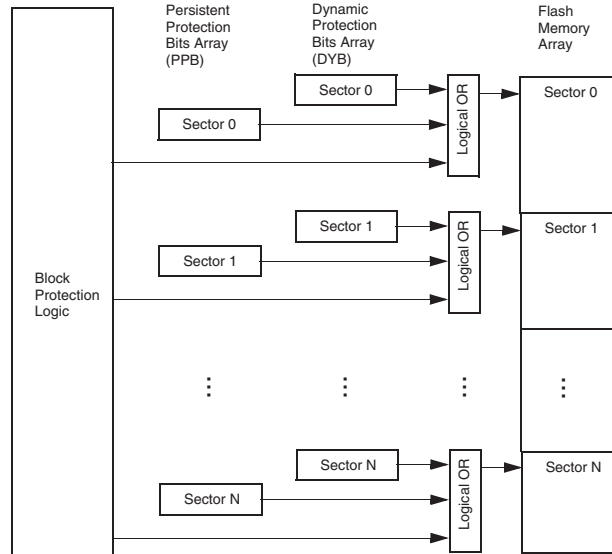 Persistent
Protection
Bits Array
(PPB)
Dynamic
Protection
Bits Array
(DYB)
Flash
Memory
Array
Sector 0
Sector 0
Logical OR
Sector 0
Sector 1
Sector 1
Logical OR
Sector 1
Block
Protection
Logic
Sector N
Sector N
Logical OR
Sector N